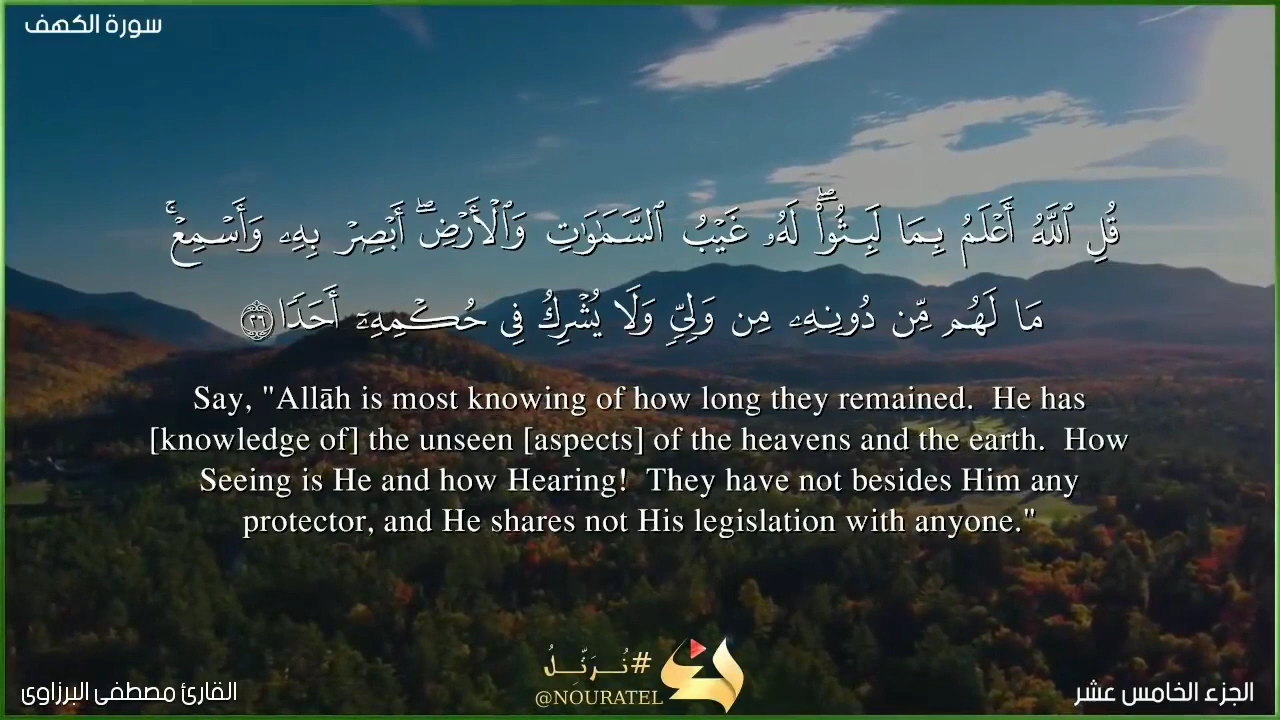 سورة الكهف
قُلِ ٱللَّهُ أَعْلَمُ بِمَا لَبِثُوا۟ ۖ لَهُۥ غَيْبُ ٱلسَّمَـٰوَٰتِ وَٱلْأَرْضِ ۖ أَبْصِرْ بِهِۦ وَأَسْمِعْ ۚ
مَا لَهُم مِّن دُونِهِۦ مِن وَلِىٍّ وَلَا يُشْرِكُ فِى حُكْمِهِۦٓ أَحَدًا ٢٦
Say, "Allāh is most knowing of how long they remained. He has
[knowledge of] the unseen [aspects] of the heavens and the earth. How
Seeing is He and how Hearing! They have not besides Him any
protector, and He shares not His legislation with anyone."
#نُرَتِّلُ
@NOURATEL
الجزء الخامس عشر
القارئ مصطفى البرزاوى